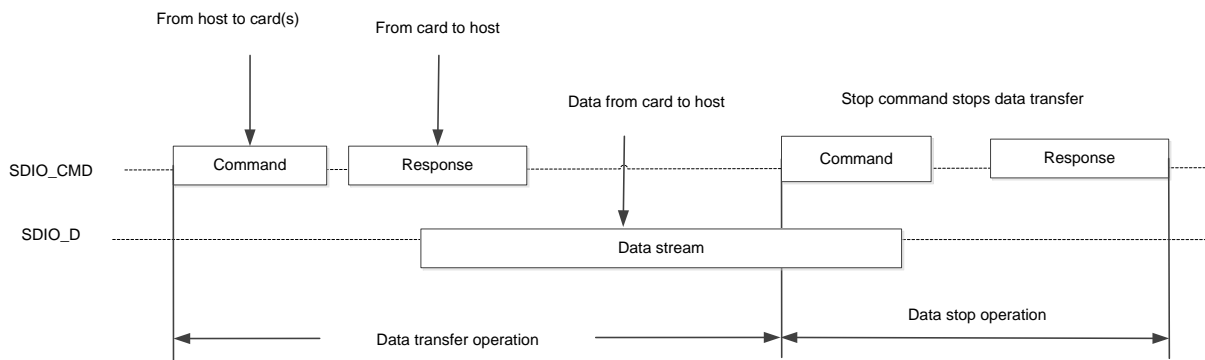 From host to card(s)
From card to host
Data from card to host
Stop command stops data transfer
SDIO_CMD
Command
Response
Command
Response
SDIO_D
Data stream
Data transfer operation
Data stop operation